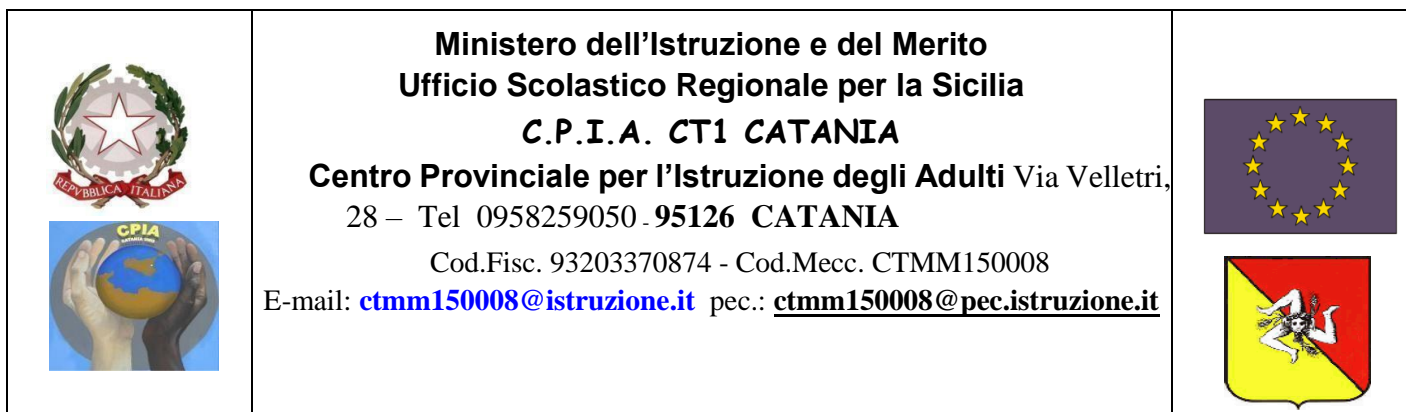 Ministero dell'Istruzione e del Merito
Ufficio Scolastico Regionale per la Sicilia
C.P.I.A. CT1 CATANIA
Centro Provinciale per l'Istruzione degli Adulti Via Velletri,
28 – Tel 0958259050 - 95126 CATANIA
Cod.Fisc. 93203370874 - Cod.Mecc. CTMM150008
E-mail: ctmm150008@istruzione.it pec.: ctmm150008@pec.istruzione.it
REPVBBLICA ITALIANA
CPIA